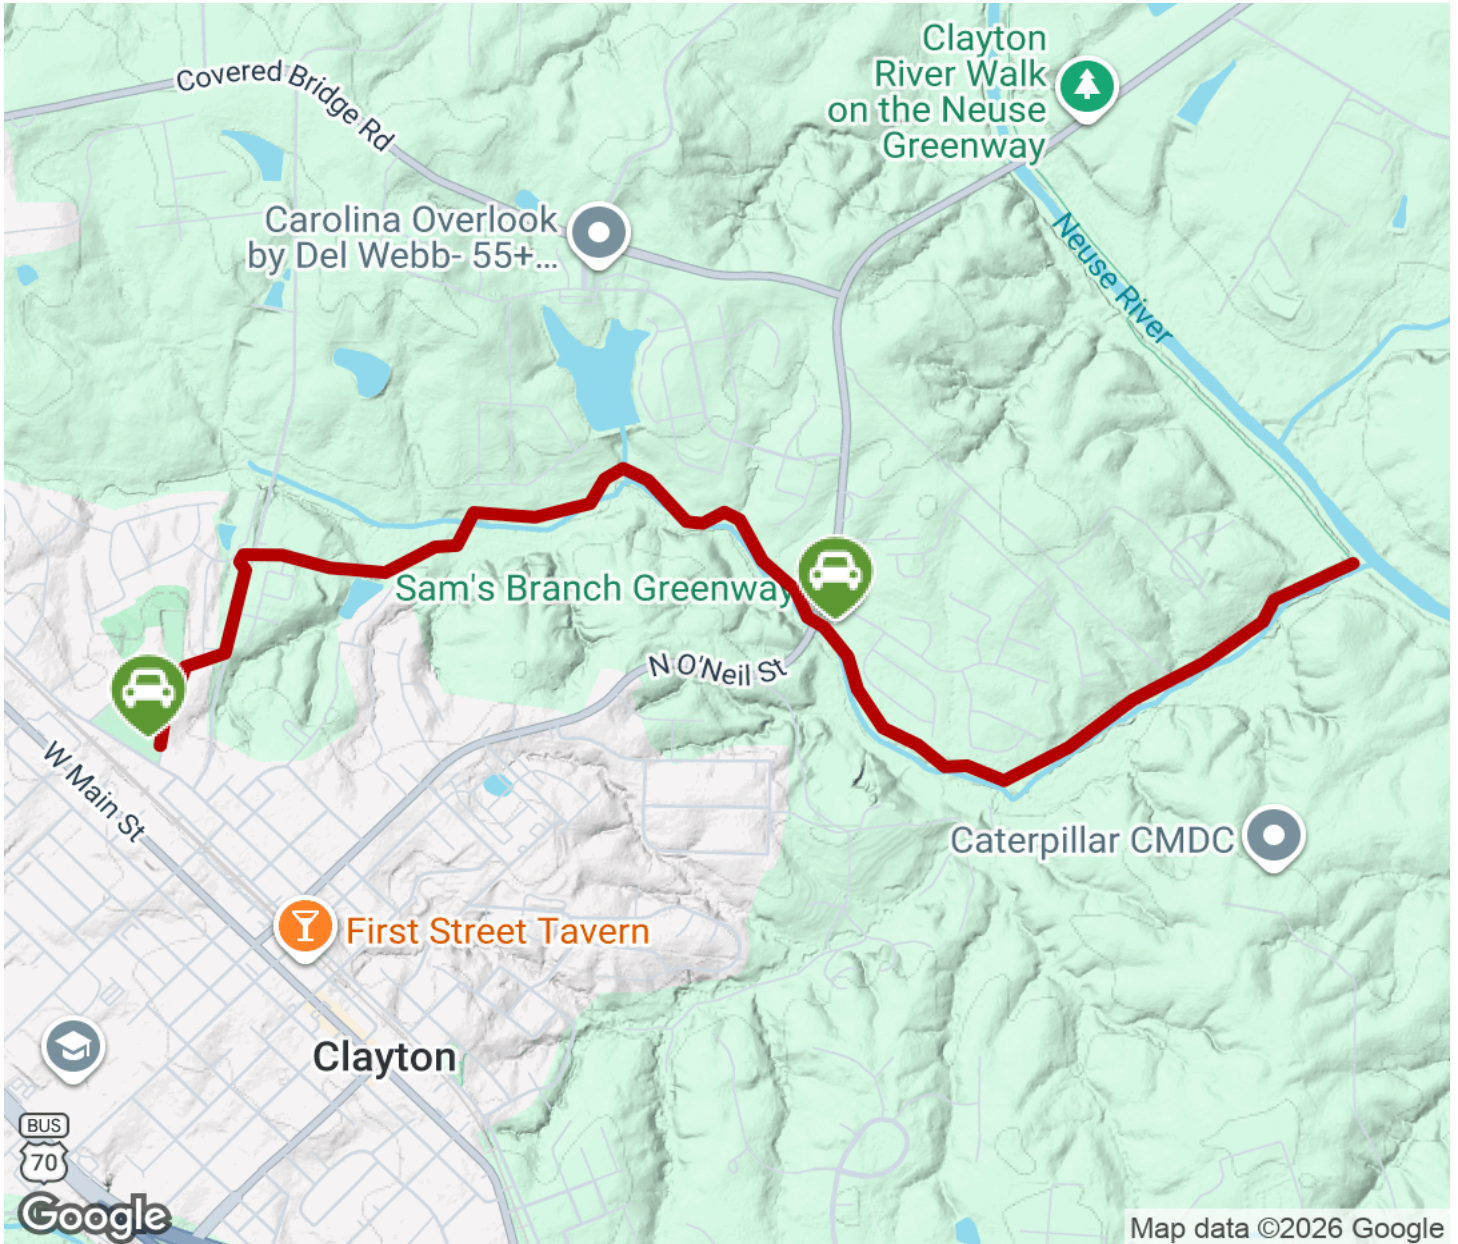 Clayton
River Walk
on the Neuse
Greenway
Covered Bridge Rd
Carolina Overlook
by Del Webb- 55+...
Neuse River
Sam's Branch Greenway
N O'Neil St
W Main St
Caterpillar CMDC
First Street Tavern
Clayton
BUS
70
Google
Map data ©2026 Google